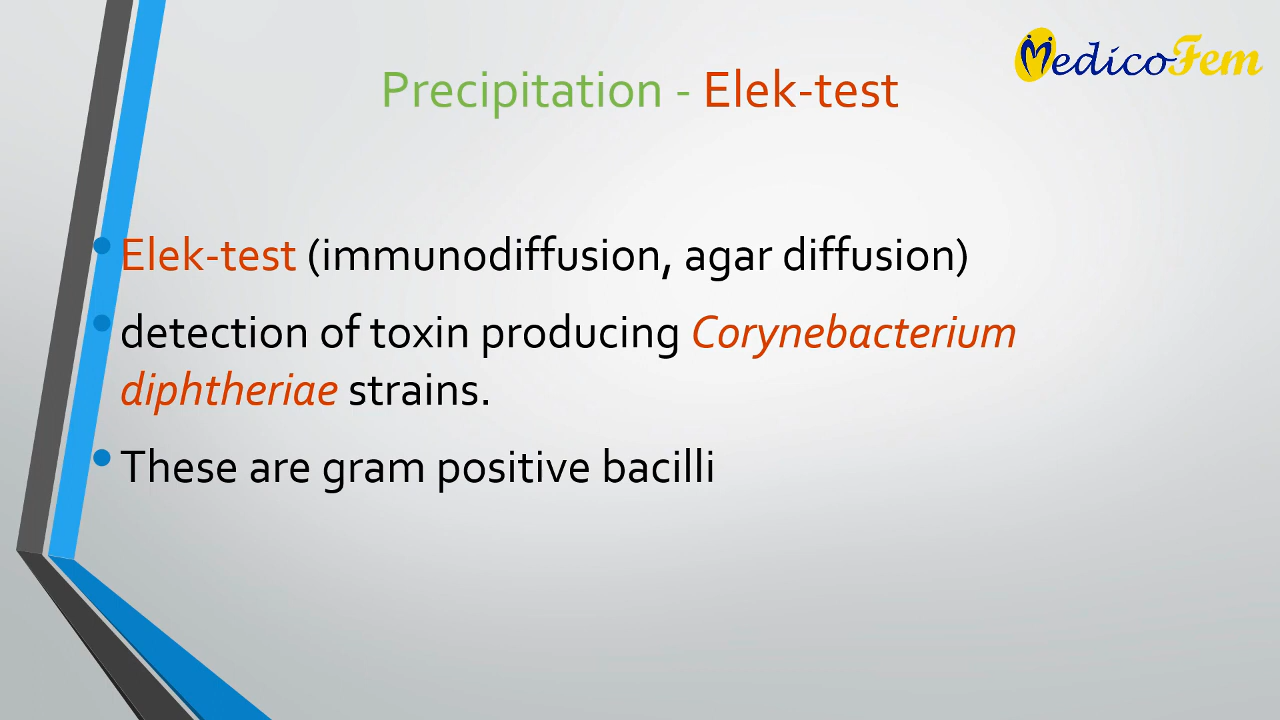 MedicoFem
Precipitation - Elek-test
• Elek-test (immunodiffusion, agar diffusion)
• detection of toxin producing Corynebacterium
diphtheriae strains.
• These are gram positive bacilli